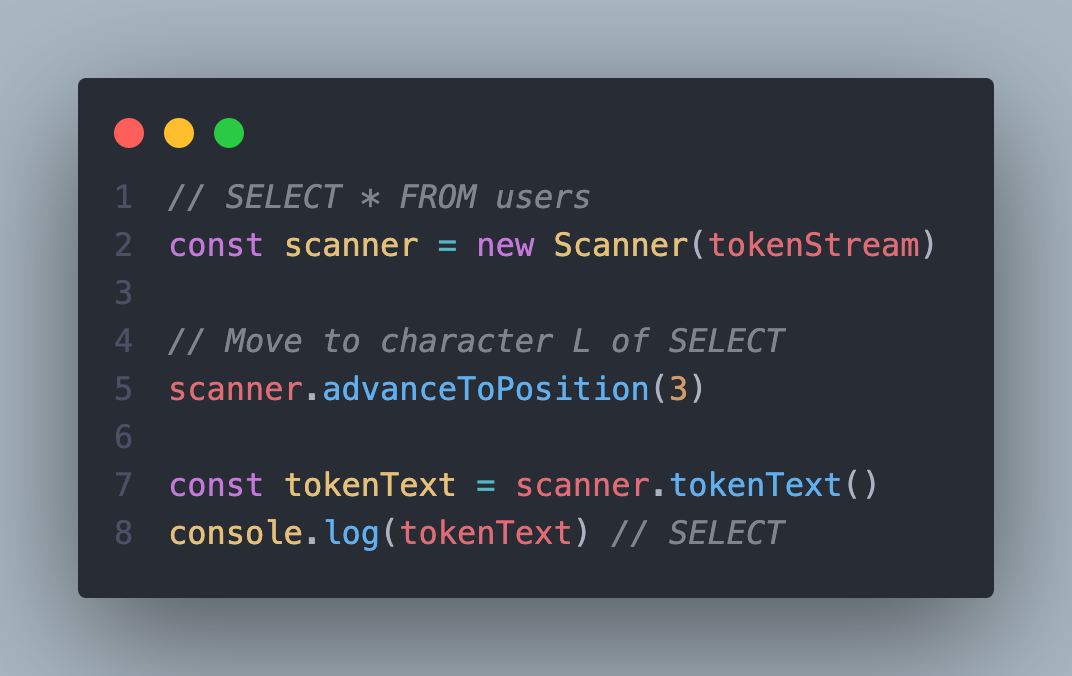 1 // SELECT * FROM users
2 const scanner = new Scanner(tokenStream)
3
4 // Move to character L of SELECT
5 scanner.advanceToPosition(3)
6
7 const tokenText = scanner.tokenText()
8 console.log(tokenText) // SELECT